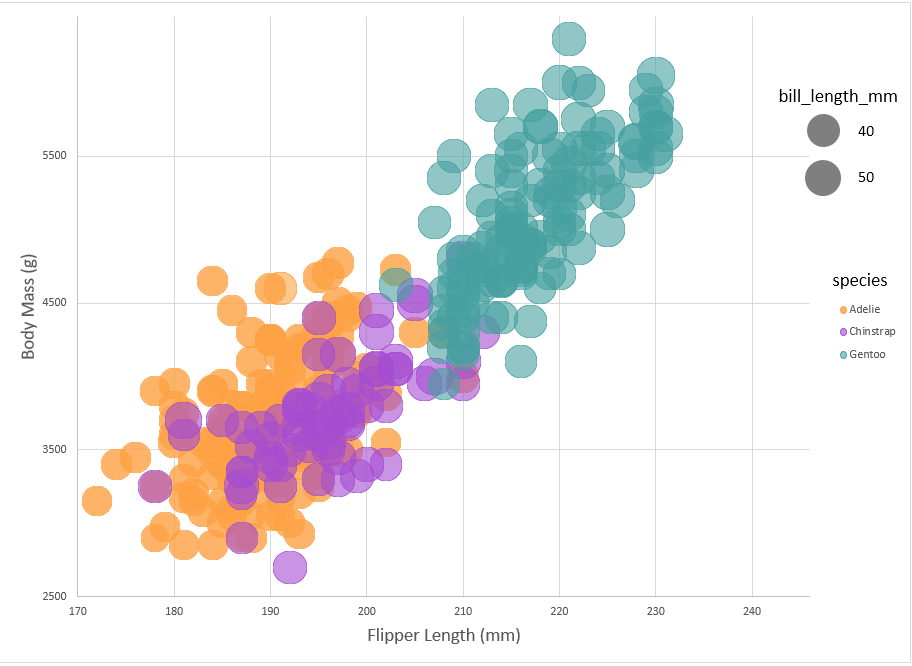 bill_length_mm
40
50
5500
4500
3500
2500
Body Mass (g)
species
Adelie
Chinstrap
Gentoo
170 180 190 200 210 220 230 240
Flipper Length (mm)